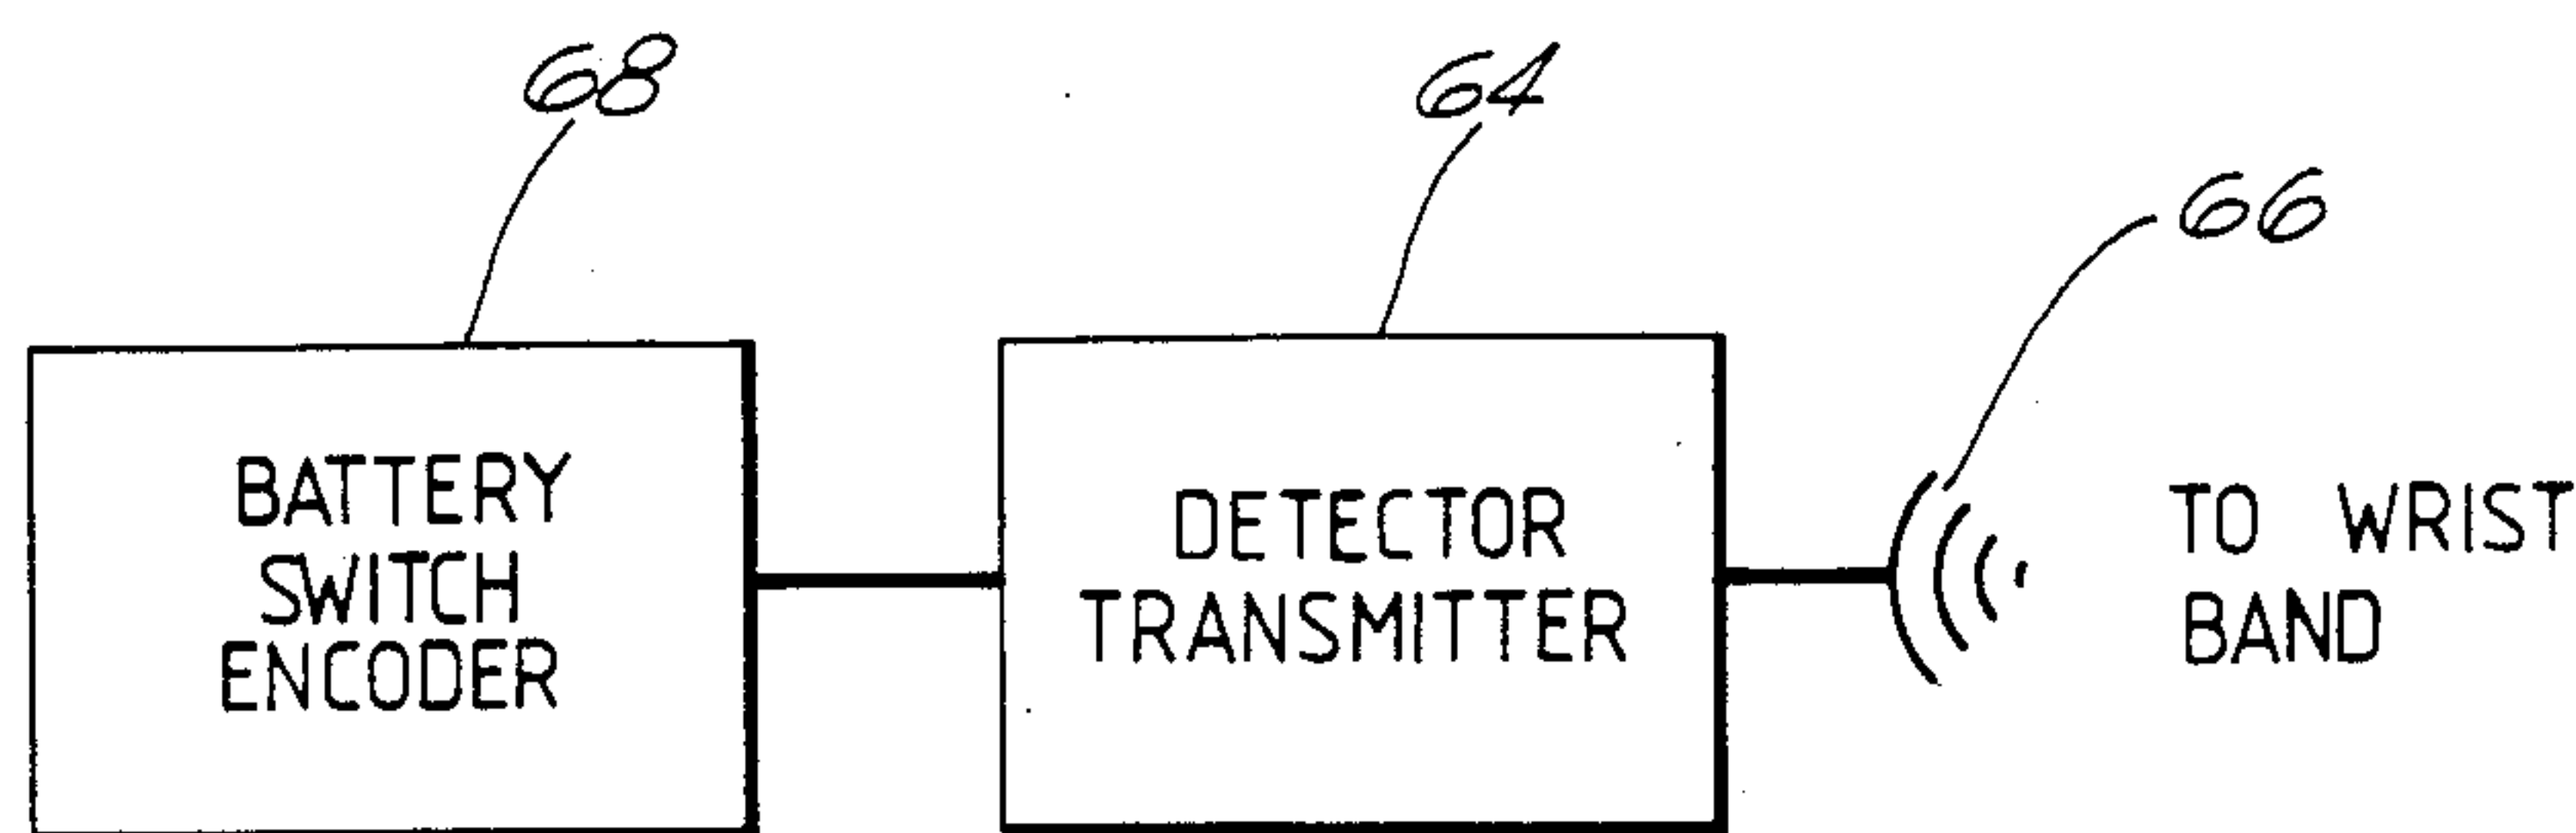 68
64
66
BATTERY
SWITCH
ENCODER
DETECTOR
TRANSMITTER
TO WRIST
BAND